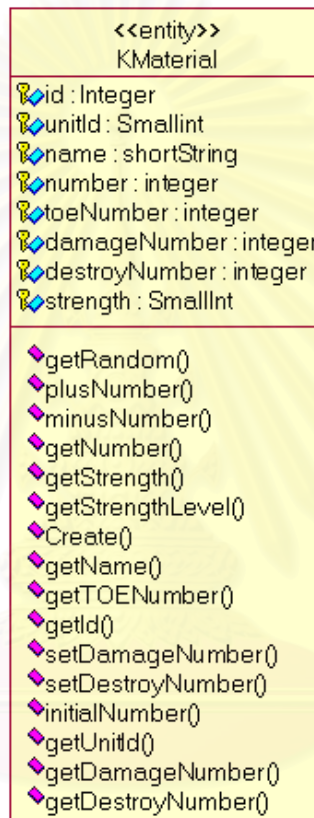 <<entity>>
KMaterial
id : Integer
unitId : Smallint
name : shortString
number : integer
toeNumber : integer
damageNumber : integer
destroyNumber : integer
strength : SmallInt
getRandom()
plusNumber()
minusNumber()
getNumber()
getStrength()
getStrengthLevel()
Create()
getName()
getTOENumber()
getId()
setDamageNumber()
setDestroyNumber()
initialNumber()
getUnitId()
getDamageNumber()
getDestroyNumber()